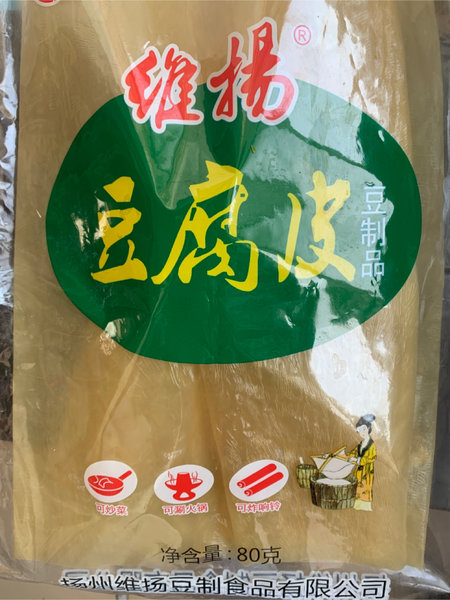 维扬®
豆腐皮
豆制品
可炒菜
可涮火锅
可炸响铃
净含量:80克
扬州维扬豆制食品有限公司